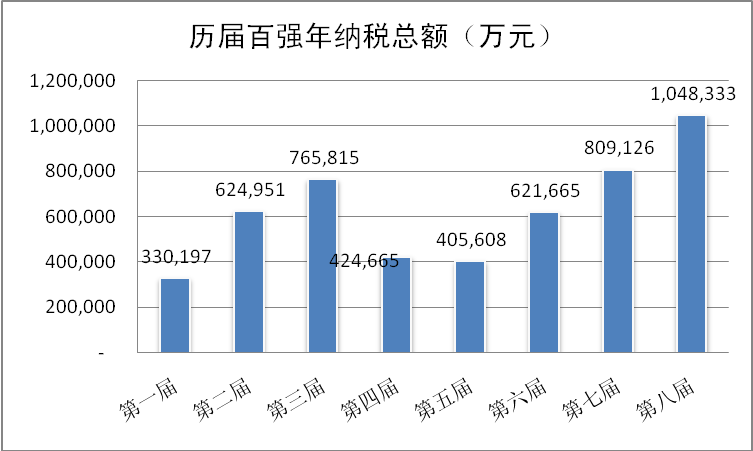 历届百强年纳税总额（万元）
1,200,000
1,000,000
800,000
600,000
400,000
200,000
-
330,197
624,951
765,815
424,665
405,608
621,665
809,126
1,048,333
第一届
第二届
第三届
第四届
第五届
第六届
第七届
第八届